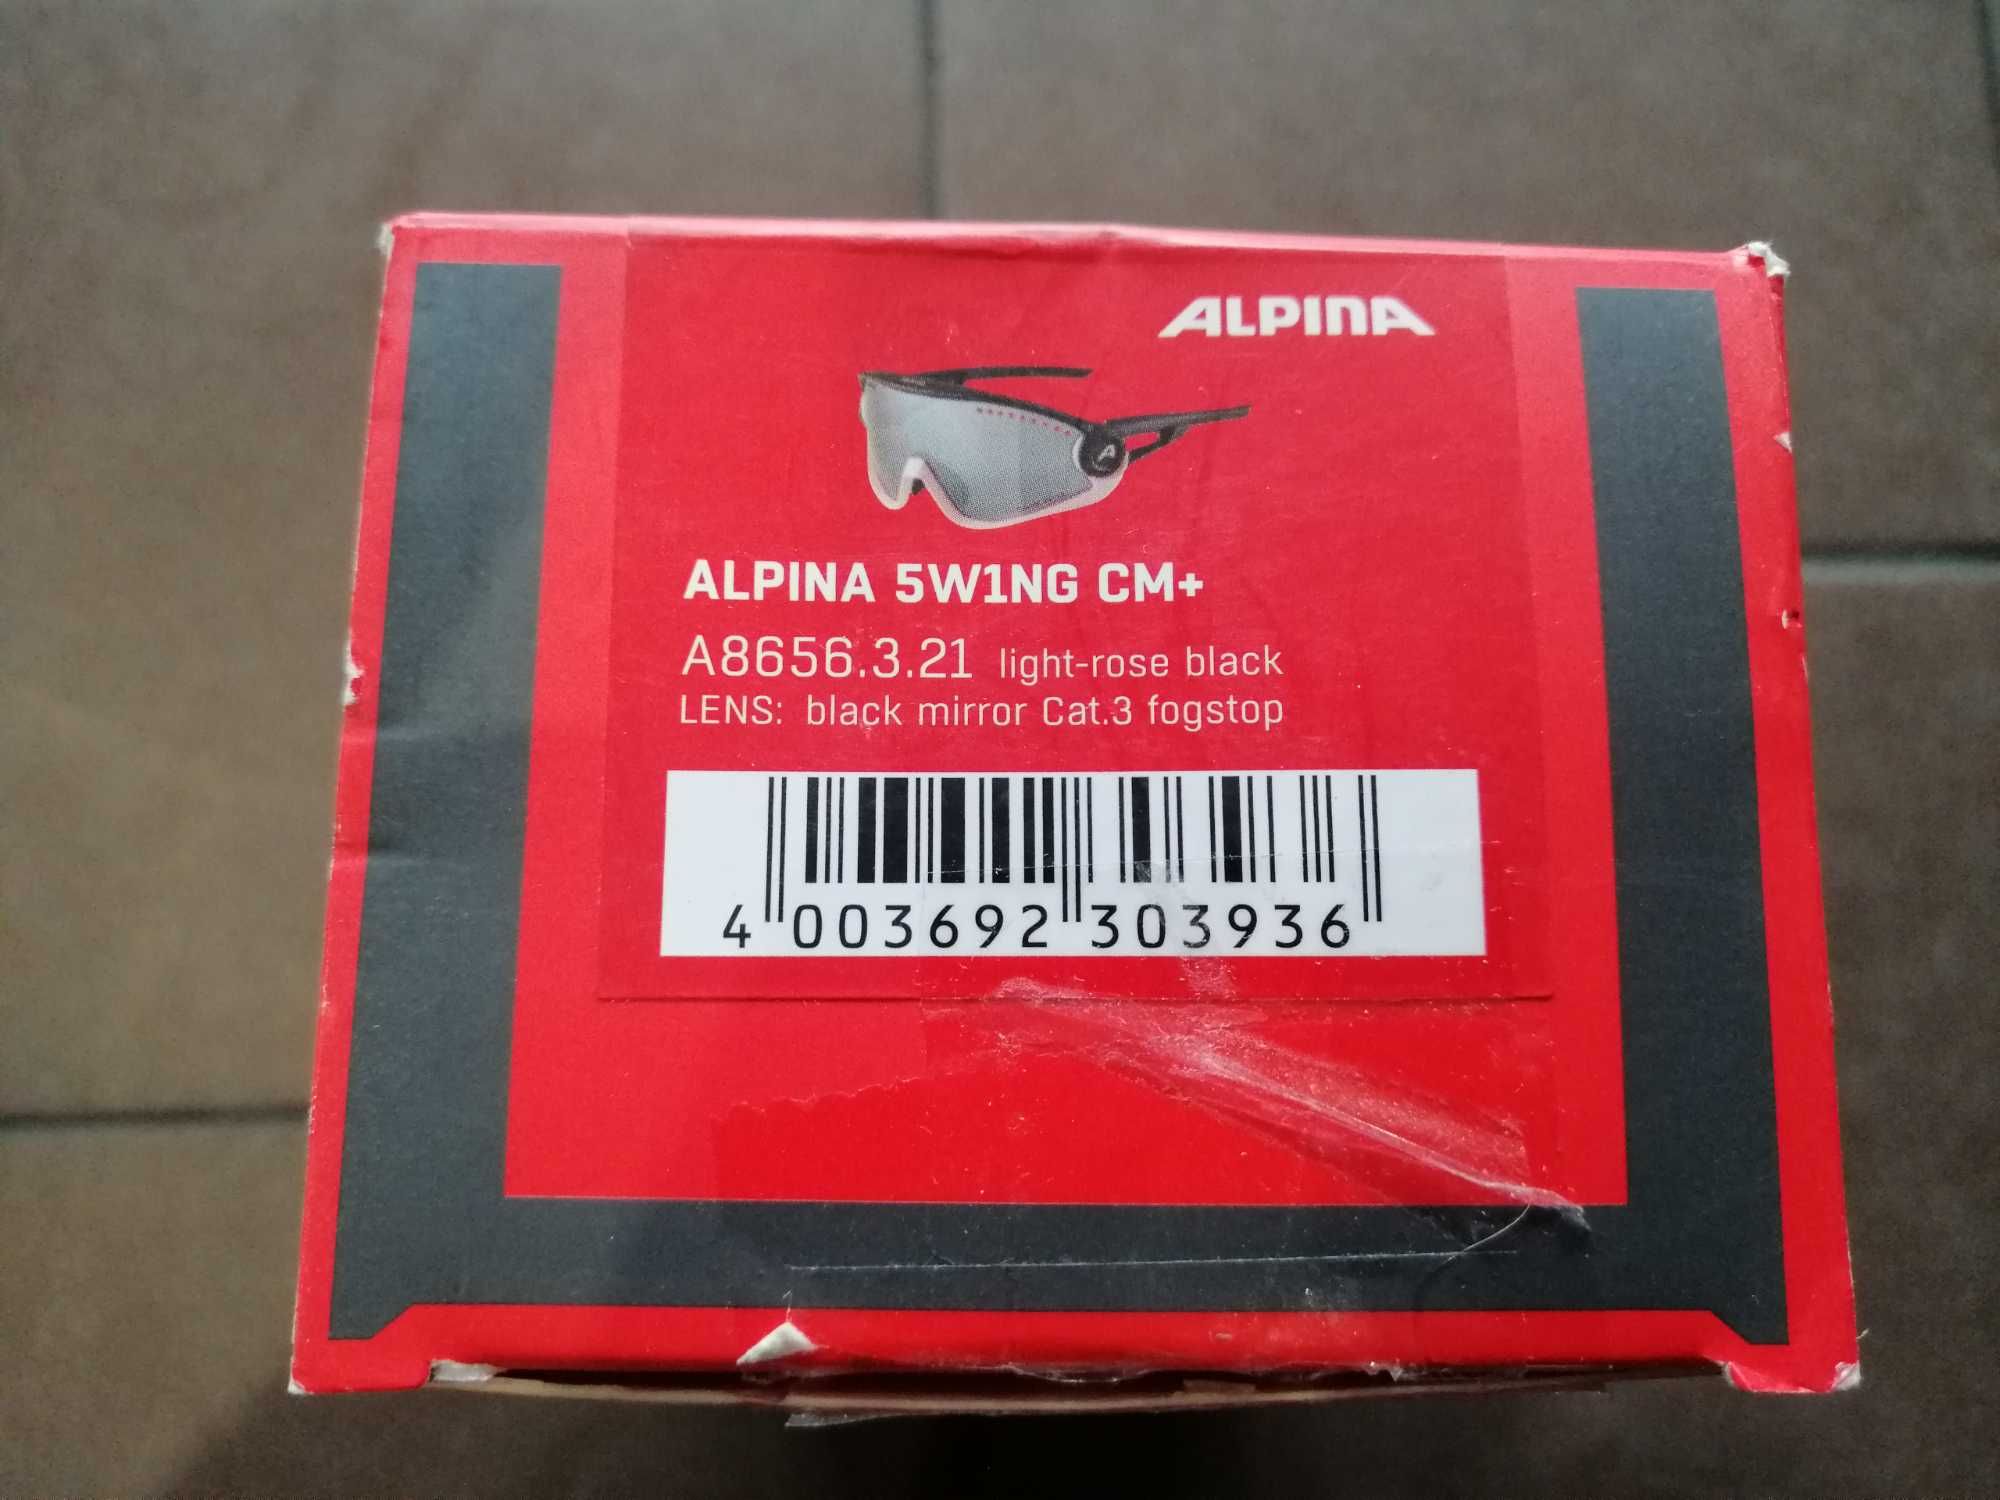 ALPINA
A
ALPINA 5W1NG CM+
A8656.3.21 light-rose black
LENS: black mirror Cat.3 fogstop
4 003692 303936